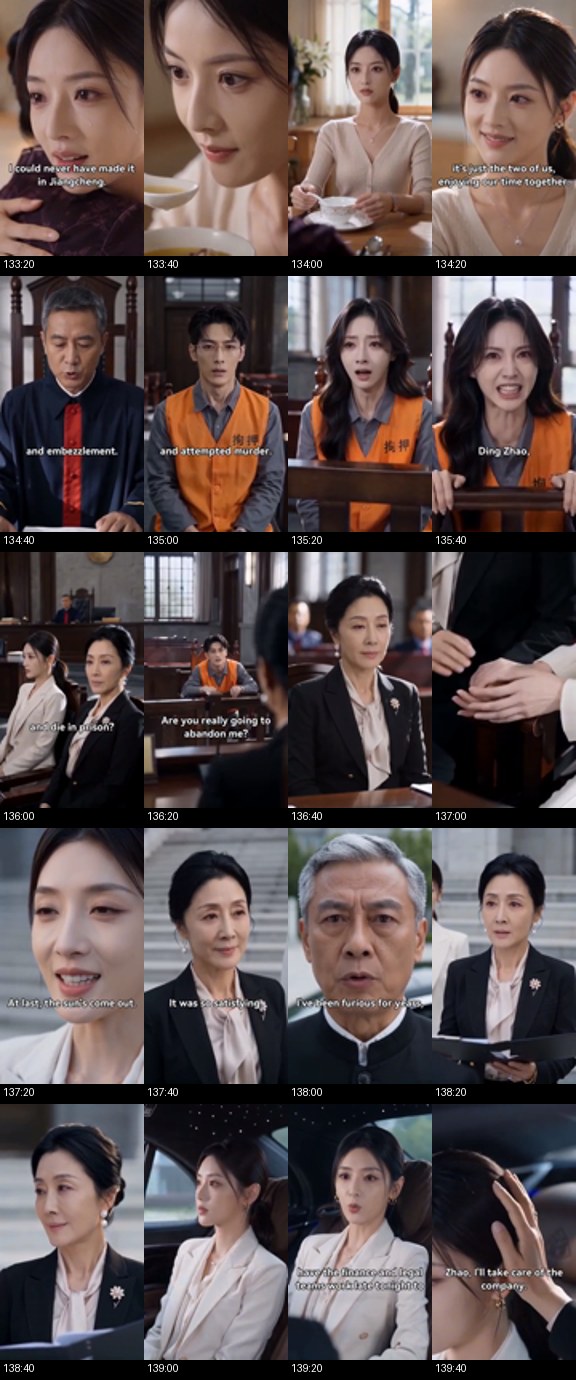 I could never have made it
in Jiangcheng.
it's just the two of us,
enjoying our time together
133:20
133:40
134:00
134:20
and embezzlement.
拘押
and attempted murder.
拘押
Ding Zhao,
134:40
135:00
135:20
135:40
and die in prison?
Are you really going to
abandon me?
136:00
136:20
136:40
137:00
At last, the sun's come out.
It was so satisfying.
I've been furious for years.
137:20
137:40
138:00
138:20
have the finance and legal
teams work late tonight to
Zhao, I'll take care of the
company.
138:40
139:00
139:20
139:40